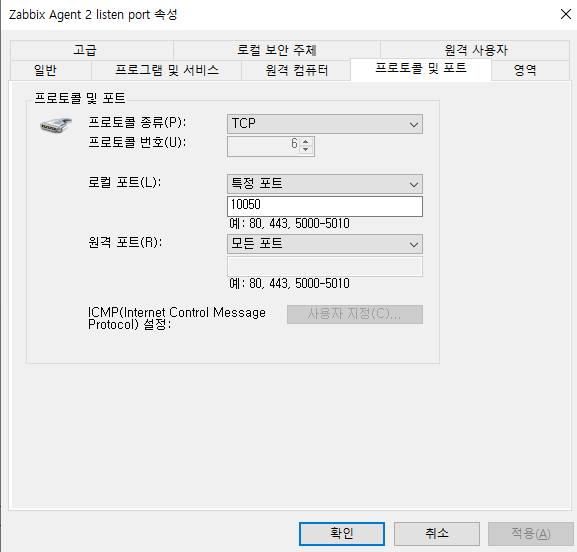 Zabbix Agent 2 listen port 속성
고급 로컬 보안 주체 원격 사용자
일반 프로그램 및 서비스 원격 컴퓨터 프로토콜 및 포트 영역
프로토콜 및 포트
프로토콜 종류(P): TCP
프로토콜 번호(U): 6
로컬 포트(L): 특정 포트
10050
예: 80, 443, 5000-5010
원격 포트(R): 모든 포트
예: 80, 443, 5000-5010
ICMP(Internet Control Message 사용자 지정(C)...
Protocol) 설정:
확인 취소 적용(A)